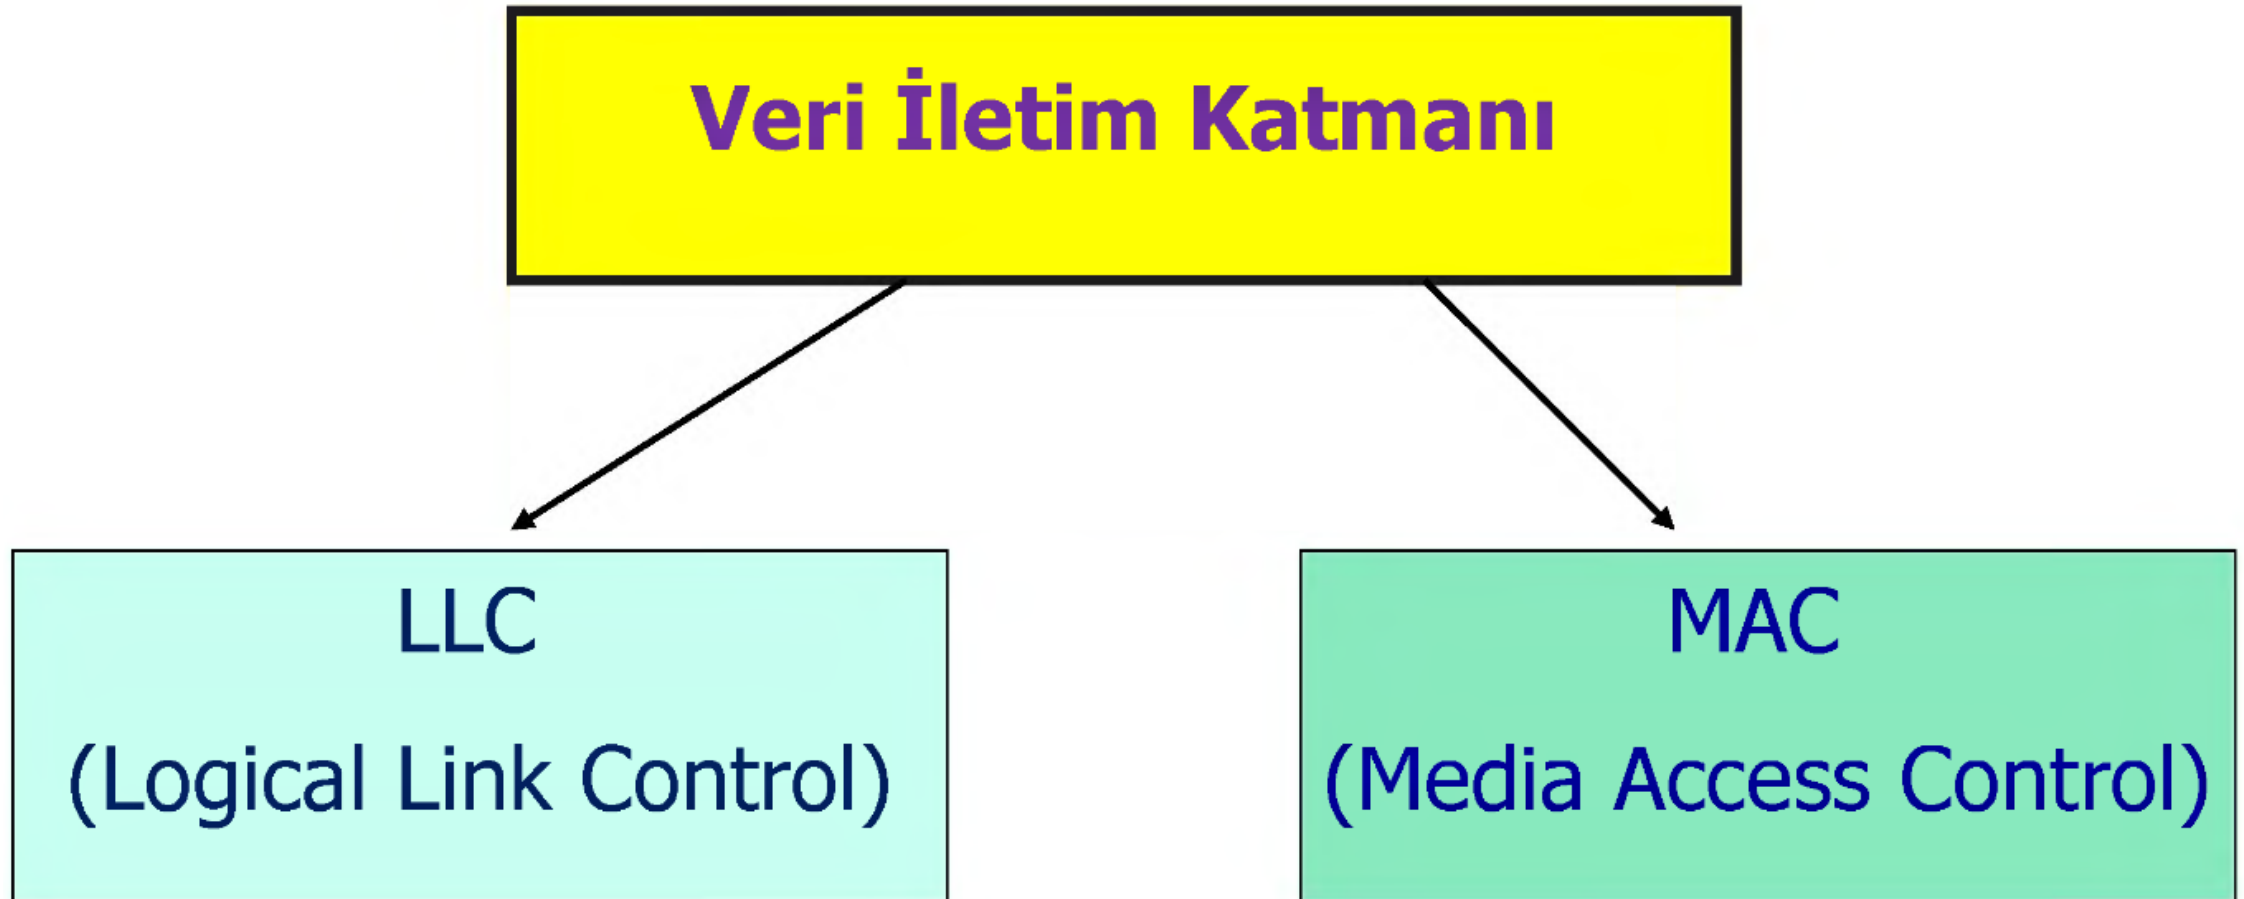 Veri İletim Katmanı
LLC
(Logical Link Control)
MAC
(Media Access Control)